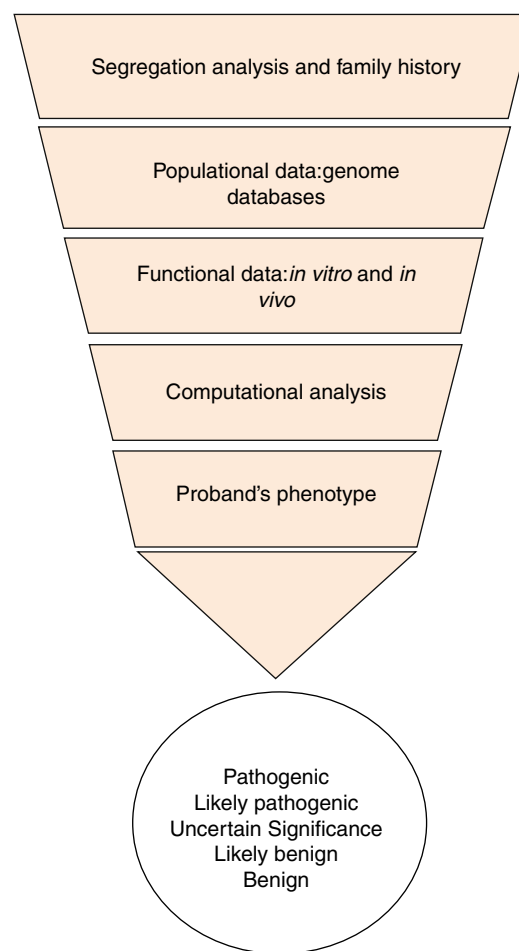 Segregation analysis and family history
Populational data:genome
databases
Functional data:in vitro and in
vivo
Computational analysis
Proband's phenotype
Pathogenic
Likely pathogenic
Uncertain Significance
Likely benign
Benign